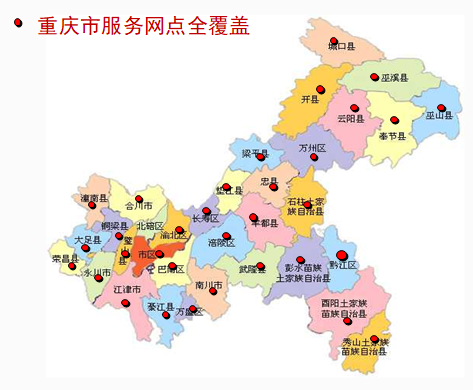 重庆市服务网点全覆盖
城口县
巫溪县
开县
云阳县
巫山县
奉节县
万州区
梁平县
忠县
垫江县
石柱土家
族自治县
潼南县
合川市
长寿区
丰都县
铜梁县
北碚区
渝北区
涪陵区
大足县
璧山县
市区
荣昌县
巴南区
武隆县
彭水苗族
土家族自治县
黔江区
永川市
江津市
南川市
綦江县
万盛区
酉阳土家族
苗族自治县
秀山土家族
苗族自治县